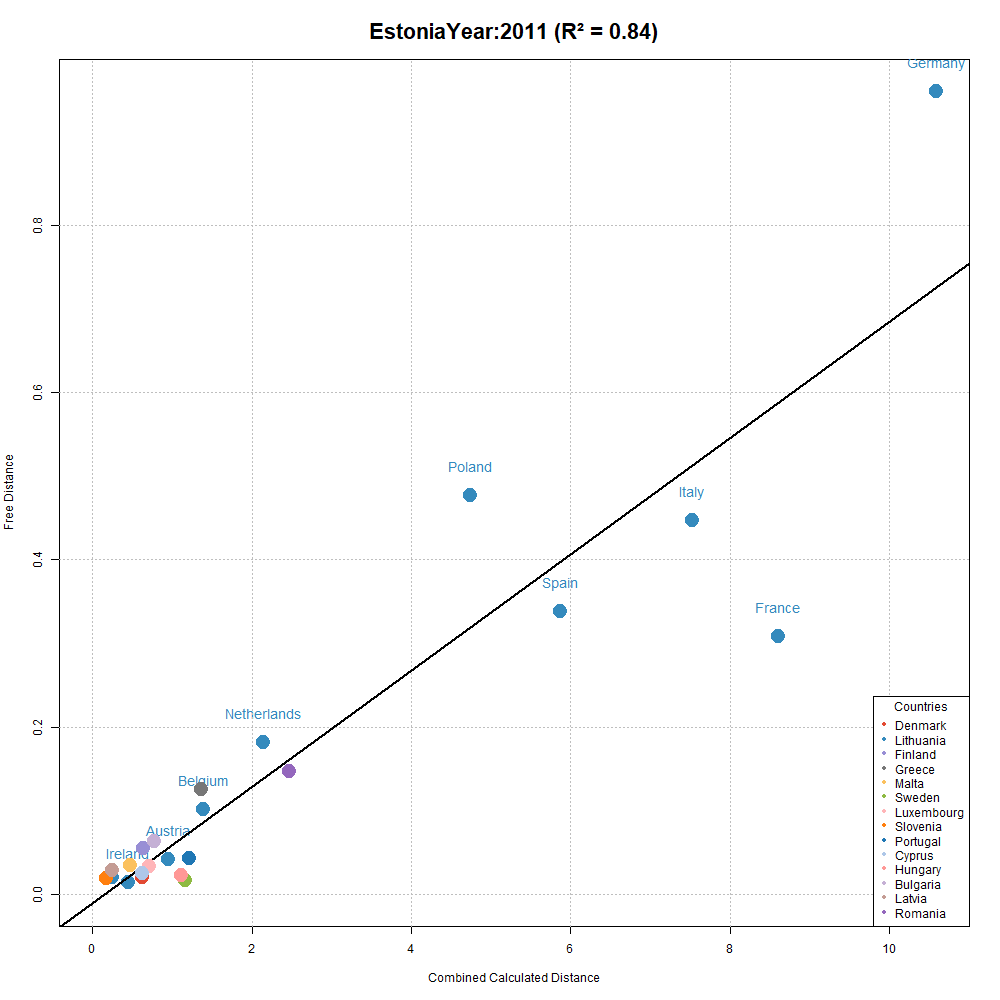 EstoniaYear:2011 (R² = 0.84)
Germany
0.8
0.6
Poland
Italy
Free Distance
0.4
Spain
France
Netherlands
0.2
Belgium
Austria
Ireland
0.0
Countries
Denmark
Lithuania
Finland
Greece
Malta
Sweden
Luxembourg
Slovenia
Portugal
Cyprus
Hungary
Bulgaria
Latvia
Romania
0 2 4 6 8 10
Combined Calculated Distance